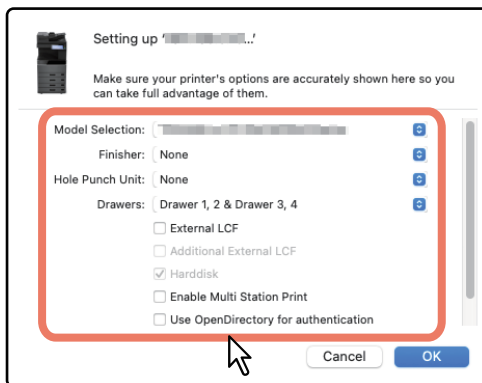 Setting up ‘...’
Make sure your printer's options are accurately shown here so you
can take full advantage of them.
Model Selection:
Finisher: None
Hole Punch Unit: None
Drawers: Drawer 1, 2 & Drawer 3, 4
External LCF
Additional External LCF
Harddisk
Enable Multi Station Print
Use OpenDirectory for authentication
Cancel OK